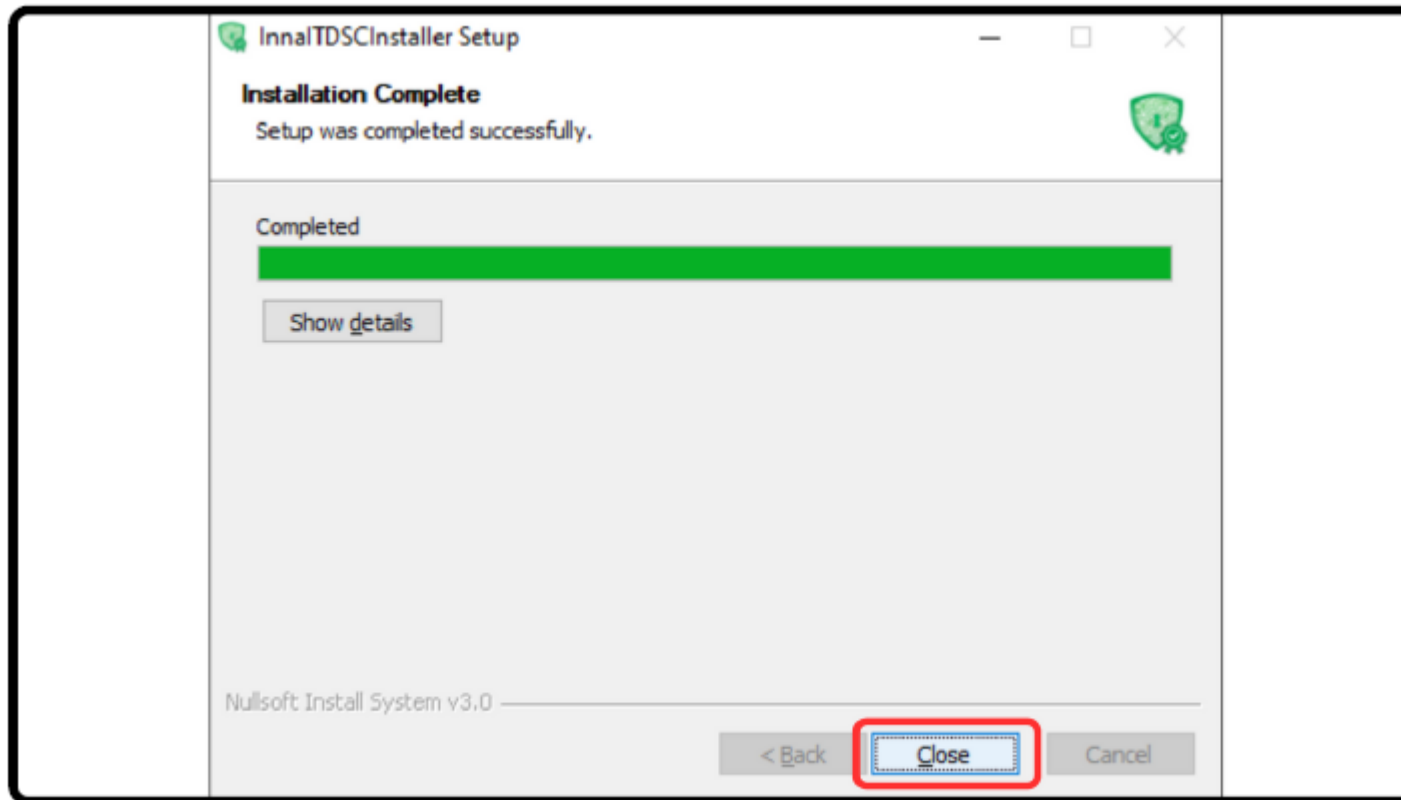 InnaITDSCInstaller Setup
Installation Complete
Setup was completed successfully.
Completed
Show details
Nullsoft Install System v3.0
< Back
Close
Cancel